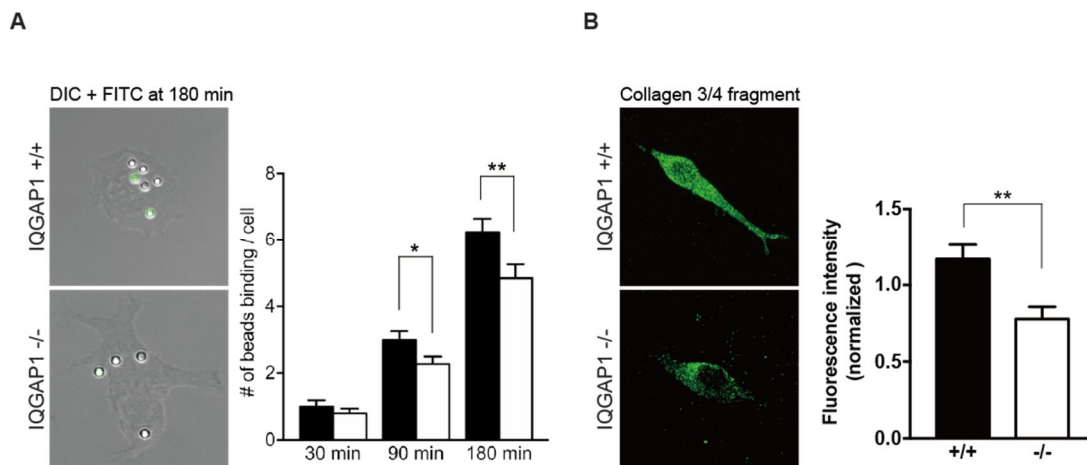 A
B
DIC + FITC at 180 min
IQGAP1 +/+
IQGAP1 -/-
# of beads binding / cell
8
6
4
2
0
*
**
30 min
90 min
180 min
Collagen 3/4 fragment
IQGAP1 +/+
IQGAP1 -/-
Fluorescence intensity
(normalized )
1.5
1.0
0.5
0.0
**
+/+
-/-